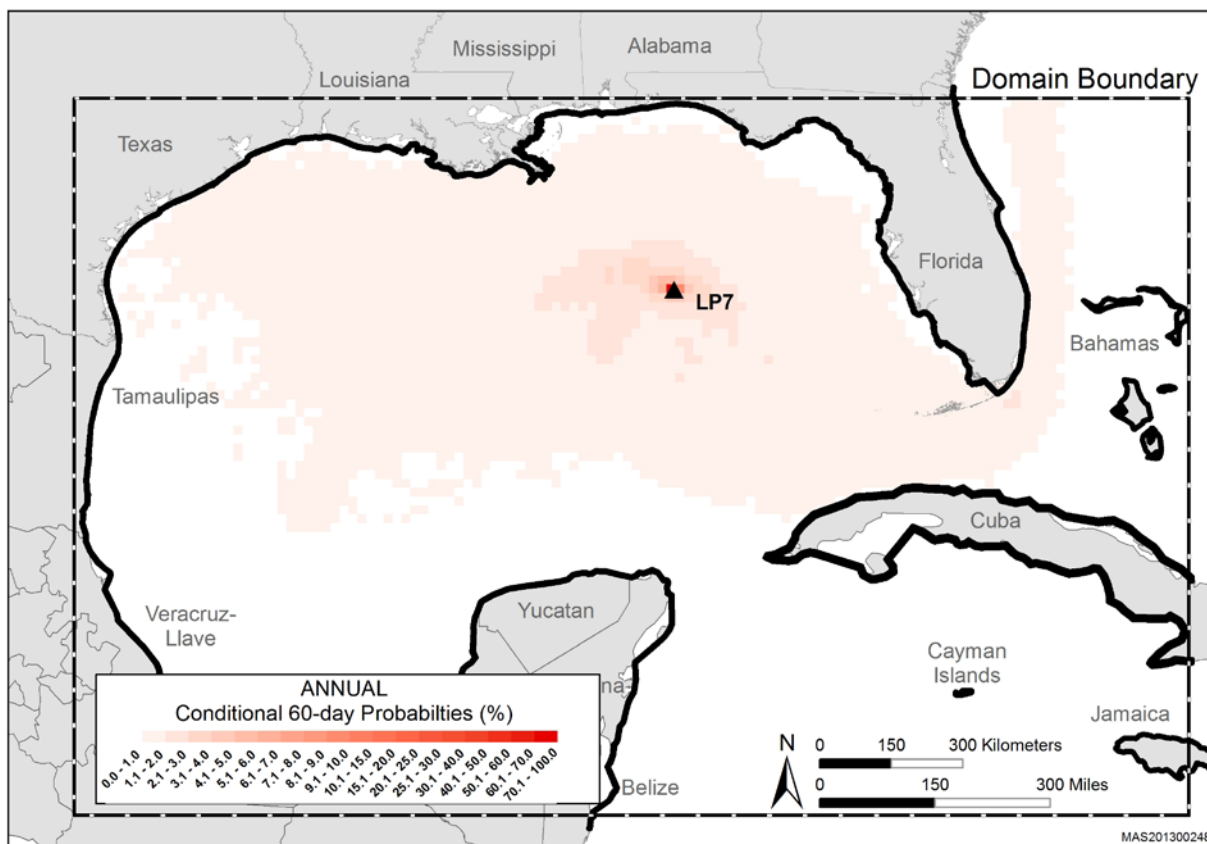 Mississippi
Alabama
Louisiana
Domain Boundary
Texas
Florida
LP7
Bahamas
Tamaulipas
Cuba
Yucatan
Veracruz-
Llave
Cayman
Islands
na-
ANNUAL
Conditional 60-day Probabilties (%)
0.0 - 1.0
1.1 - 2.0
2.1 - 3.0
3.1 - 4.0
4.1 - 5.0
5.1 - 6.0
6.1 - 7.0
7.1 - 8.0
8.1 - 9.0
9.1 - 10.0
10.1 - 15.0
15.1 - 20.0
20.1 - 25.0
25.1 - 30.0
30.1 - 40.0
40.1 - 50.0
50.1 - 60.0
60.1 - 70.0
70.1 - 100.0
Jamaica
N
0 150 300 Kilometers
0 150 300 Miles
Belize
MAS201300248